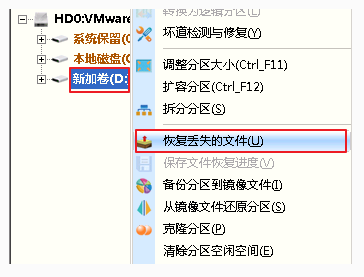 HD0:VMware
系统保留(C
本地磁盘(C
新加卷(D:
转换为逻辑分区(L)
坏道检测与修复(Y)
调整分区大小(Ctrl_F11)
扩容分区(Ctrl_F12)
拆分分区(S)
恢复丢失的文件(U)
保存文件恢复进度(V)
备份分区到镜像文件(I)
从镜像文件还原分区(S)
克隆分区(P)
清除分区空闲空间(E)